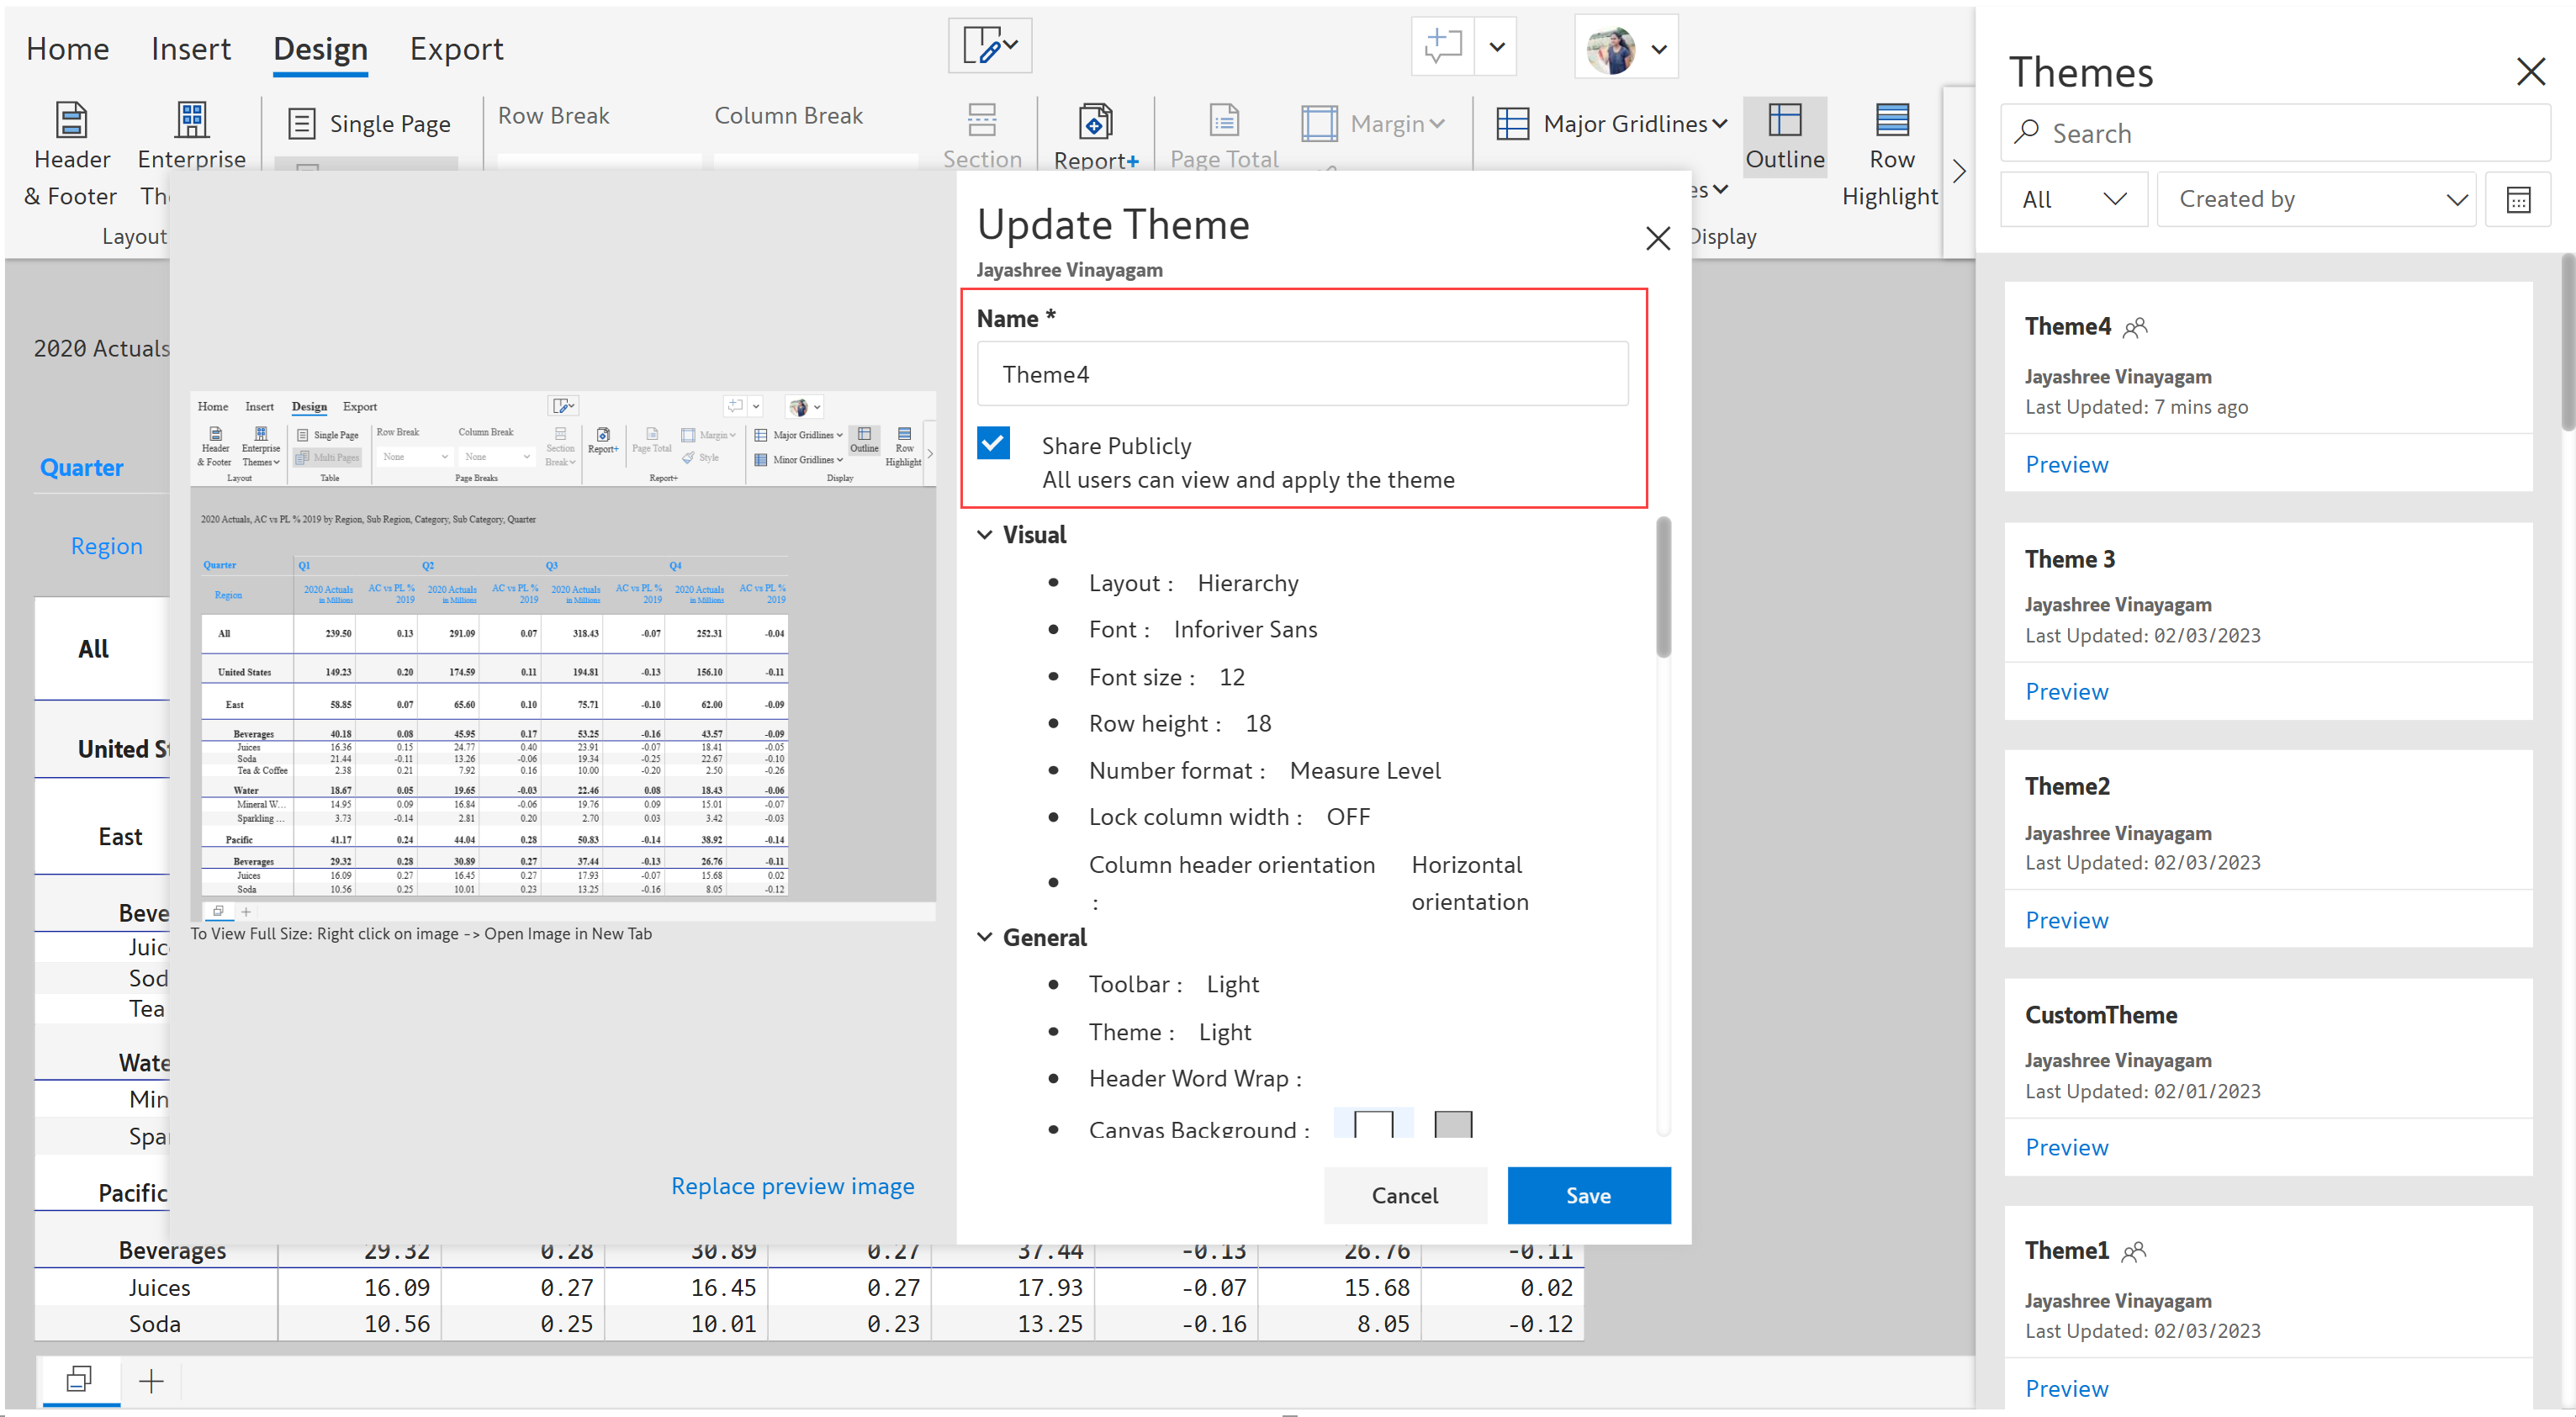 Home Insert Design Export
Header & Footer
Enterprise
Th
Layout
Single Page
Row Break Column Break
Section
Report+
Page Total
Margin
Major Gridlines
es
Outline
Row Highlight
Display
2020 Actuals
Quarter
Region
All
United St
East
Beve
Juic
Sod
Tea
Wate
Min
Spar
Pacific
Beverages 29.32 0.28 30.89 0.27 37.44 -0.13 26.76 -0.11
Juices 16.09 0.27 16.45 0.27 17.93 -0.07 15.68 0.02
Soda 10.56 0.25 10.01 0.23 13.25 -0.16 8.05 -0.12
Home Insert Design Export
Header & Footer
Enterprise Themes
Layout
Single Page
Multi Pages
Table
Row Break Column Break
None None
Page Breaks
Section Break
Report+
Page Total
Margin
Style
Report+
Major Gridlines
Minor Gridlines
Outline
Row Highlight
Display
2020 Actuals, AC vs PL % 2019 by Region, Sub Region, Category, Sub Category, Quarter
Quarter Q1 Q2 Q3 Q4
Region 2020 Actuals in Millions AC vs PL % 2019 2020 Actuals in Millions AC vs PL % 2019 2020 Actuals in Millions AC vs PL % 2019 2020 Actuals in Millions AC vs PL % 2019
All 239.50 0.13 291.09 0.07 318.43 -0.07 252.31 -0.04
United States 149.23 0.20 174.59 0.11 194.81 -0.13 156.10 -0.11
East 58.85 0.07 65.60 0.10 75.71 -0.10 62.00 -0.09
Beverages 40.18 0.08 45.95 0.17 53.25 -0.16 43.57 -0.09
Juices 16.36 0.15 24.77 0.40 23.91 -0.07 18.41 -0.05
Soda 21.44 -0.11 13.26 -0.06 19.34 -0.25 22.67 -0.10
Tea & Coffee 2.38 0.21 7.92 0.16 10.00 -0.20 2.50 -0.26
Water 18.67 0.05 19.65 -0.03 22.46 0.08 18.43 -0.06
Mineral W... 14.95 0.09 16.84 -0.06 19.76 0.09 15.01 -0.07
Sparkling ... 3.73 -0.14 2.81 0.20 2.70 0.03 3.42 -0.03
Pacific 41.17 0.24 44.04 0.28 50.83 -0.14 38.92 -0.14
Beverages 29.32 0.28 30.89 0.27 37.44 -0.13 26.76 -0.11
Juices 16.09 0.27 16.45 0.27 17.93 -0.07 15.68 0.02
Soda 10.56 0.25 10.01 0.23 13.25 -0.16 8.05 -0.12
To View Full Size: Right click on image -> Open Image in New Tab
Replace preview image
Update Theme
Jayashree Vinayagam
Name *
Theme4
Share Publicly
All users can view and apply the theme
Visual
Layout : Hierarchy
Font : Inforiver Sans
Font size : 12
Row height : 18
Number format : Measure Level
Lock column width : OFF
Column header orientation : Horizontal orientation
General
Toolbar : Light
Theme : Light
Header Word Wrap :
Canvas Background :
Cancel Save
Themes
Search
All Created by
Theme4
Jayashree Vinayagam
Last Updated: 7 mins ago
Preview
Theme 3
Jayashree Vinayagam
Last Updated: 02/03/2023
Preview
Theme2
Jayashree Vinayagam
Last Updated: 02/03/2023
Preview
CustomTheme
Jayashree Vinayagam
Last Updated: 02/01/2023
Preview
Theme1
Jayashree Vinayagam
Last Updated: 02/03/2023
Preview